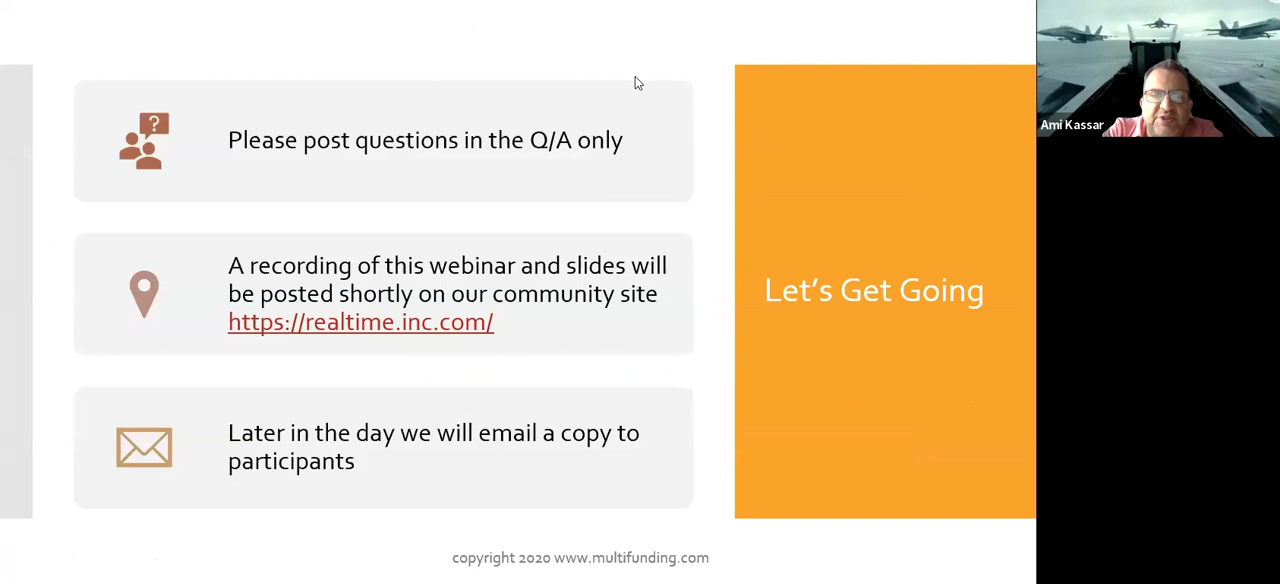 ?
Please post questions in the Q/A only
A recording of this webinar and slides will
be posted shortly on our community site
https://realtime.inc.com/
Later in the day we will email a copy to
participants
Let's Get Going
copyright 2020 www.multifunding.com
Ami Kassar